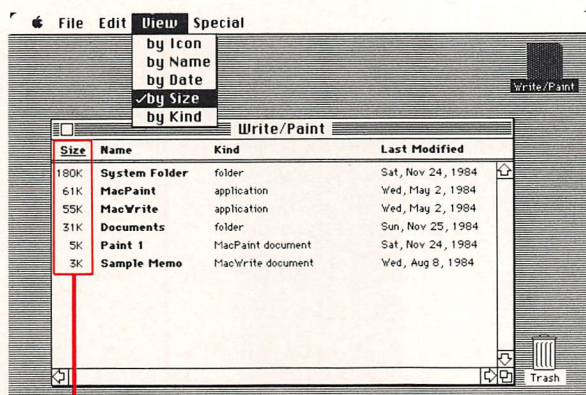 File Edit View Special
by Icon
by Name
by Date
✓by Size
by Kind
Write/Paint
Write/Paint
Size Name Kind Last Modified
180K System Folder folder Sat, Nov 24, 1984
61K MacPaint application Wed, May 2, 1984
55K MacWrite application Wed, May 2, 1984
31K Documents folder Sun, Nov 25, 1984
5K Paint 1 MacPaint document Sat, Nov 24, 1984
3K Sample Memo MacWrite document Wed, Aug 8, 1984
Trash